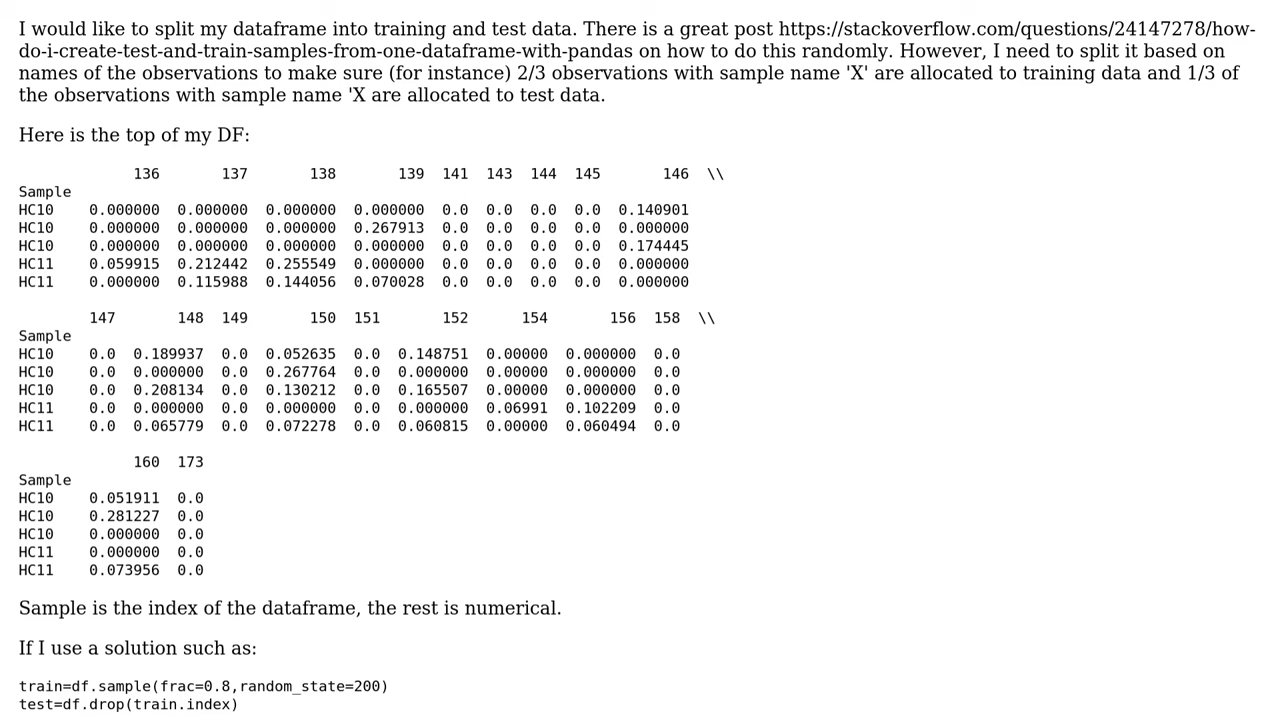 I would like to split my dataframe into training and test data. There is a great post https://stackoverflow.com/questions/24147278/how-
do-i-create-test-and-train-samples-from-one-dataframe-with-pandas on how to do this randomly. However, I need to split it based on
names of the observations to make sure (for instance) 2/3 observations with sample name 'X' are allocated to training data and 1/3 of
the observations with sample name 'X are allocated to test data.
Here is the top of my DF:
136 137 138 139 141 143 144 145 146 \\
Sample
HC10 0.000000 0.000000 0.000000 0.000000 0.0 0.0 0.0 0.0 0.140901
HC10 0.000000 0.000000 0.000000 0.267913 0.0 0.0 0.0 0.0 0.000000
HC10 0.000000 0.000000 0.000000 0.000000 0.0 0.0 0.0 0.0 0.174445
HC11 0.059915 0.212442 0.255549 0.000000 0.0 0.0 0.0 0.0 0.000000
HC11 0.000000 0.115988 0.144056 0.070028 0.0 0.0 0.0 0.0 0.000000
147 148 149 150 151 152 154 156 158 \\
Sample
HC10 0.0 0.189937 0.0 0.052635 0.0 0.148751 0.00000 0.000000 0.0
HC10 0.0 0.000000 0.0 0.267764 0.0 0.000000 0.00000 0.000000 0.0
HC10 0.0 0.208134 0.0 0.130212 0.0 0.165507 0.00000 0.000000 0.0
HC11 0.0 0.000000 0.0 0.000000 0.0 0.000000 0.06991 0.102209 0.0
HC11 0.0 0.065779 0.0 0.072278 0.0 0.060815 0.00000 0.060494 0.0
160 173
Sample
HC10 0.051911 0.0
HC10 0.281227 0.0
HC10 0.000000 0.0
HC11 0.000000 0.0
HC11 0.073956 0.0
Sample is the index of the dataframe, the rest is numerical.
If I use a solution such as:
train=df.sample(frac=0.8,random_state=200)
test=df.drop(train.index)